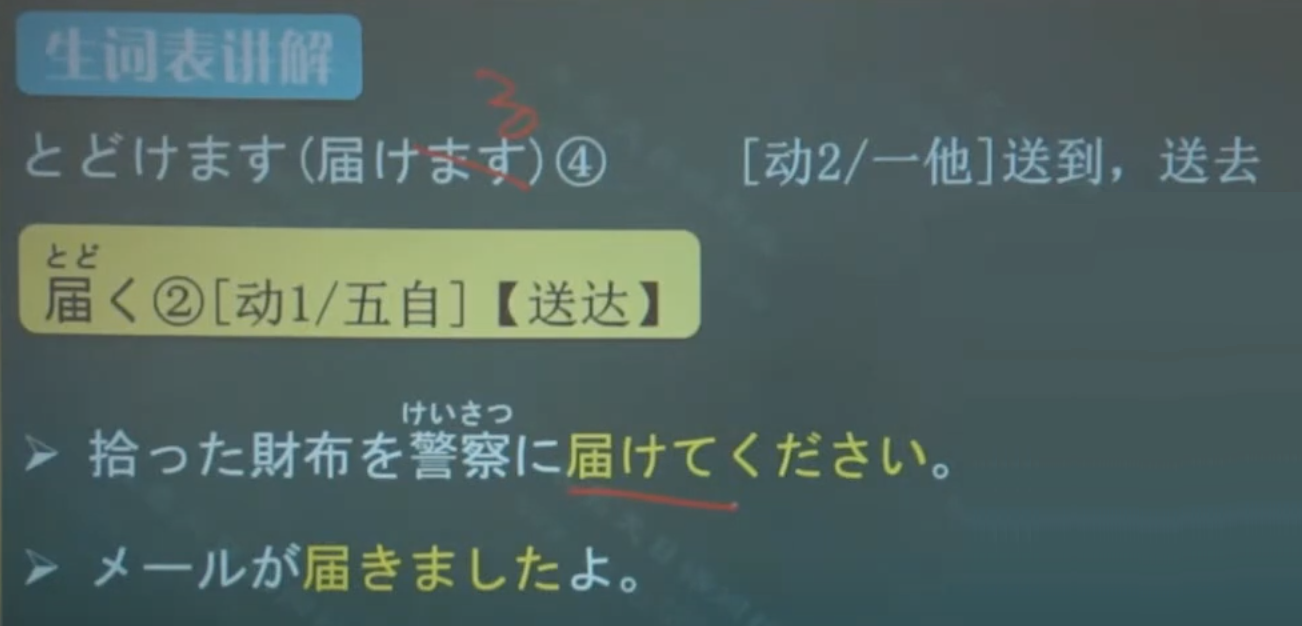 生词表讲解
る
とどけます(届けます)④ [动2/一他]送到，送去
とど
届く②[动1/五自]【送达】
けいさつ
➢ 拾った財布を警察に届けてください。
➢ メールが届きましたよ。